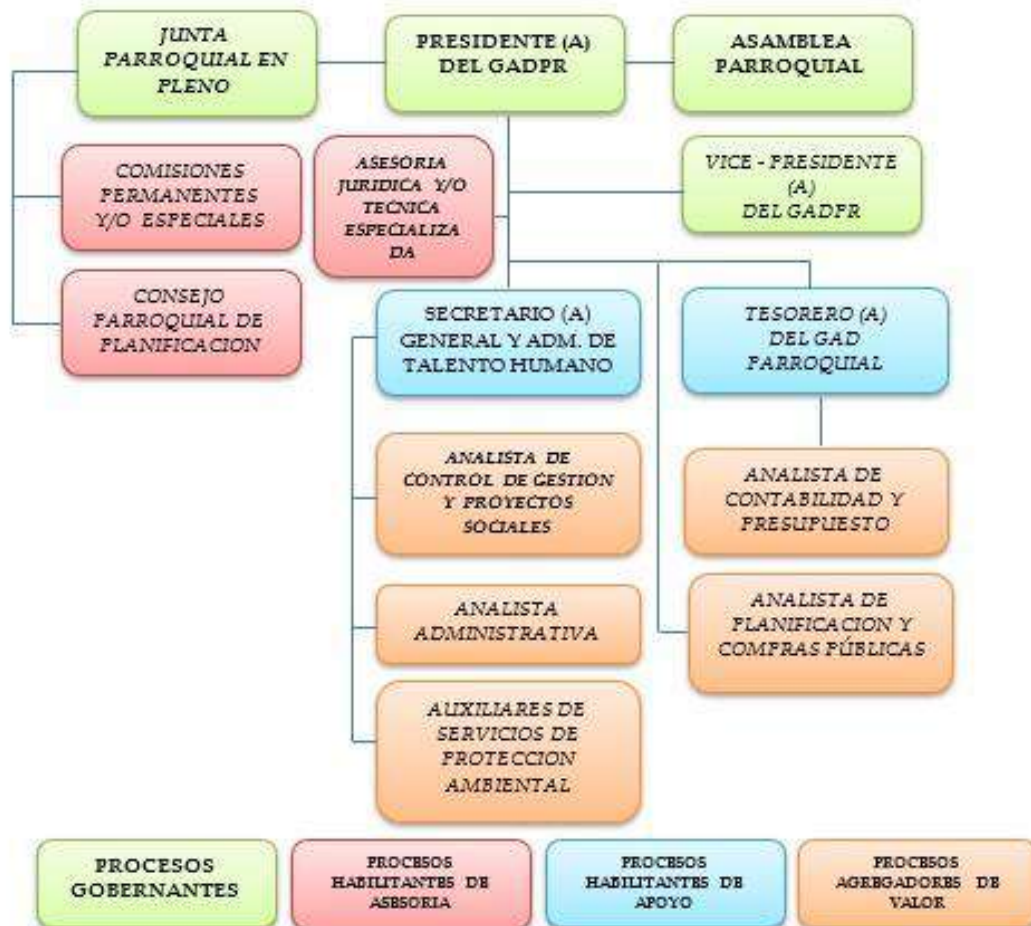 JUNTA
PARROQUIAL EN
PLENO
PRESIDENTE (A)
DEL GADPR
ASAMBLEA
PARROQUIAL
COMISIONES
PERMANENTES
Y/O ESPECIALES
ASESORIA
JURIDICA Y/O
TECNICA
ESPECIALIZA
DA
VICE - PRESIDENTE
(A)
DEL GADPR
CONSEJO
PARROQUIAL DE
PLANIFICACION
SECRETARIO (A)
GENERAL Y ADM. DE
TALENTO HUMANO
TESORERO (A)
DEL GAD
PARROQUIAL
ANALISTA DE
CONTROL DE GESTION
Y PROYECTOS
SOCIALES
ANALISTA DE
CONTABILIDAD Y
PRESUPUESTO
ANALISTA
ADMINISTRATIVA
ANALISTA DE
PLANIFICACION Y
COMPRAS PÚBLICAS
AUXILIARES DE
SERVICIOS DE
PROTECCION
AMBIENTAL
PROCESOS
GOBERNANTES
PROCESOS
HABILITANTES DE
ASESORIA
PROCESOS
HABILITANTES DE
APOYO
PROCESOS
AGREGADORES DE
VALOR